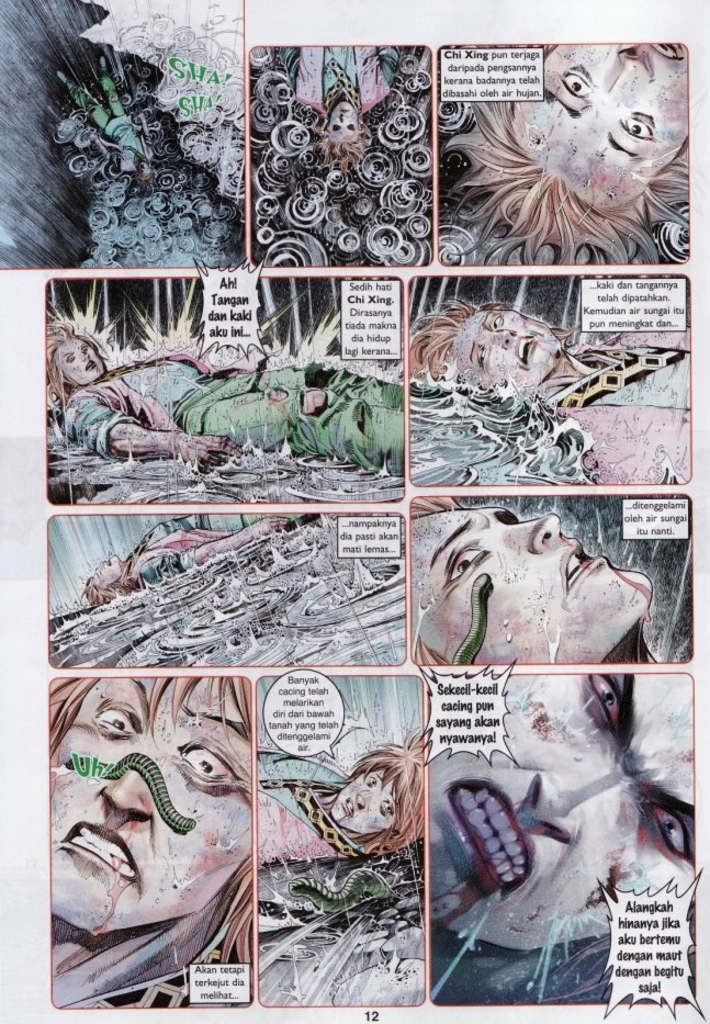 SHA!
SHA!
Chi Xing pun terjaga
daripada pengsannya
kerana badannya telah
dibasahi oleh air hujan.
Ah!
Tangan
dan kaki
aku ini...
Sedih hati
Chi Xing.
Dirasanya
tiada makna
dia hidup
lagi kerana...
...kaki dan tangannya
telah dipatahkan.
Kemudian air sungai itu
pun meningkat dan...
...nampaknya
dia pasti akan
mati lemas...
...ditenggelami
oleh air sungai
itu nanti.
Uh!
Akan tetapi
terkejut dia
melihat...
Banyak
cacing telah
melarikan
diri dari bawah
tanah yang telah
ditenggelami
air.
Sekecil-kecil
cacing pun
sayang akan
nyawanya!
Alangkah
hinanya jika
aku bertemu
dengan maut
dengan begitu
saja!
12